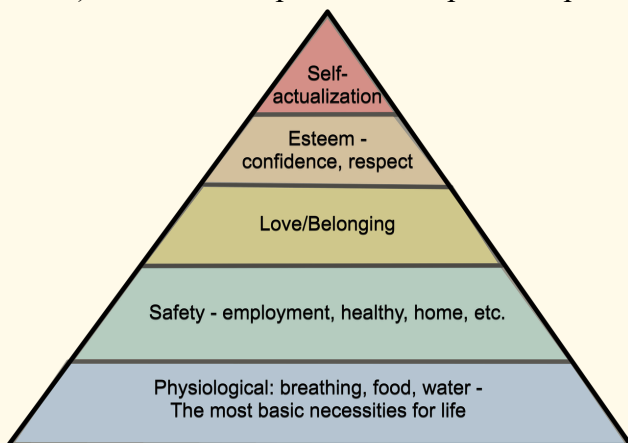 Self-
actualization
Esteem -
confidence, respect
Love/Belonging
Safety - employment, healthy, home, etc.
Physiological: breathing, food, water -
The most basic necessities for life